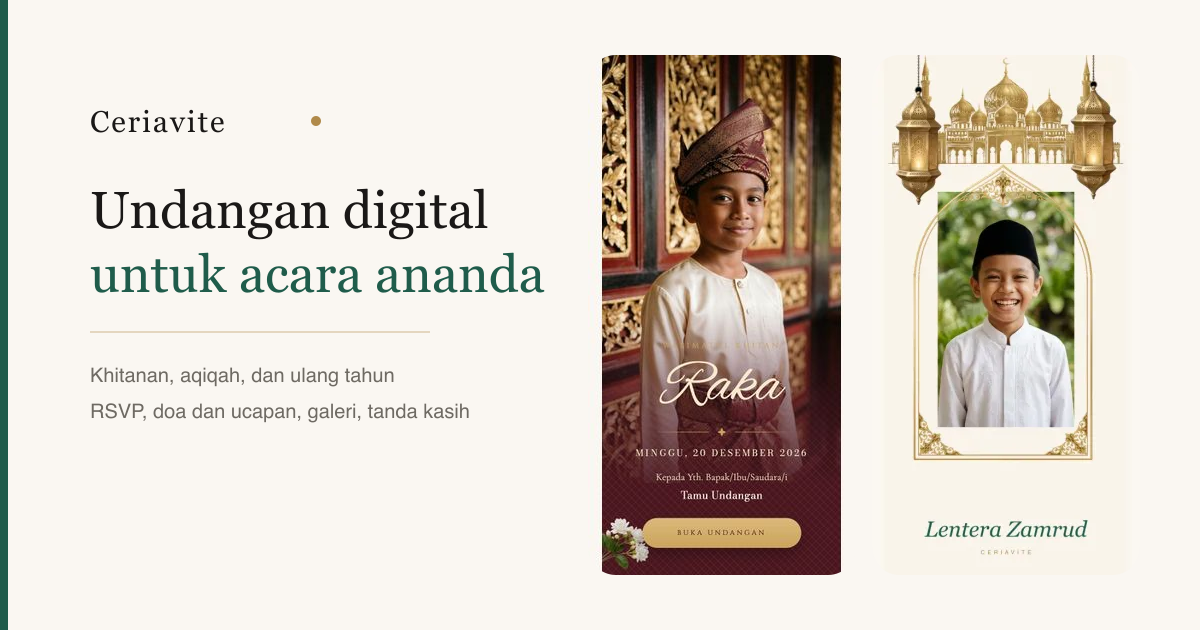 Ceriavite
Undangan digital
untuk acara ananda
Khitanan, aqiqah, dan ulang tahun
RSVP, doa dan ucapan, galeri, tanda kasih
Raka
MINGGU, 20 DESEMBER 2026
Kepada Yth. Bapak/Ibu/Saudara/i
Tamu Undangan
BUKA UNDANGAN
Lentera Zamrud
CERIAVITE